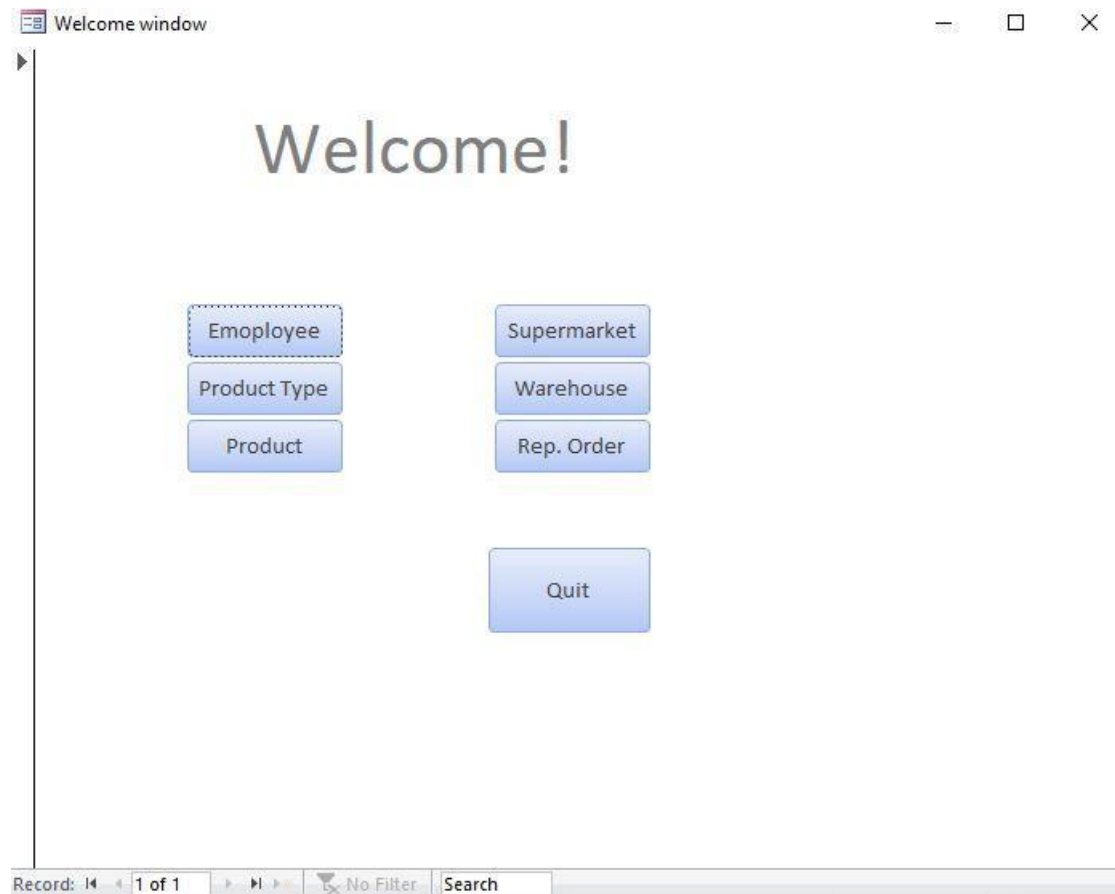 Welcome window
Welcome!
Emoployee
Supermarket
Product Type
Warehouse
Product
Rep. Order
Quit
Record: 1 of 1 No Filter Search